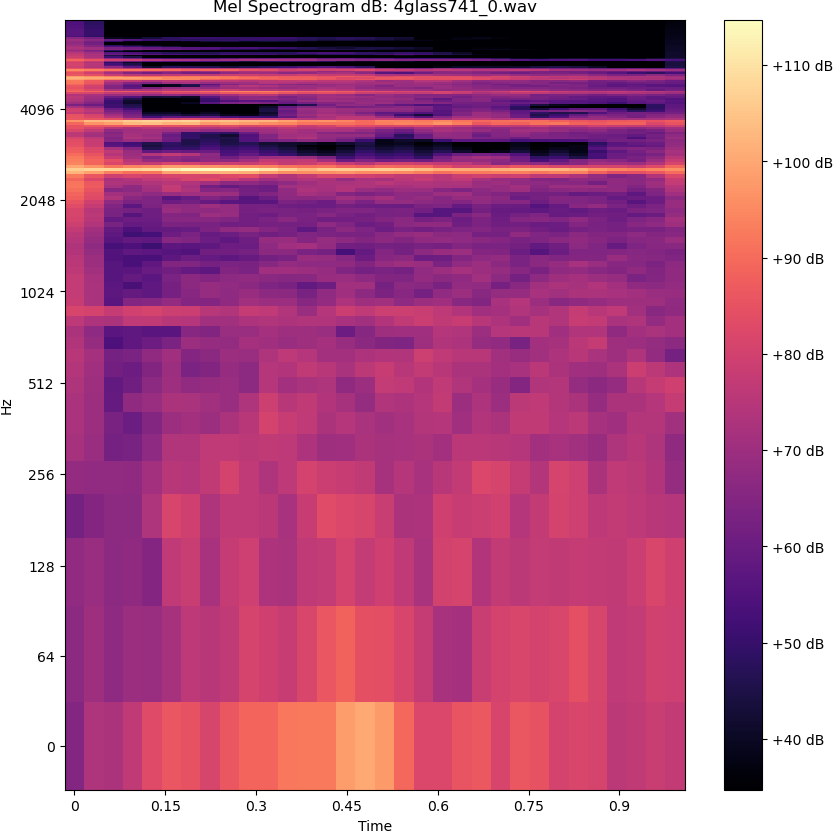 Mel Spectrogram dB: 4glass741_0.wav
+110 dB
4096
+100 dB
2048
+90 dB
1024
+80 dB
512
Hz
+70 dB
256
+60 dB
128
+50 dB
64
+40 dB
0
0 0.15 0.3 0.45 0.6 0.75 0.9
Time